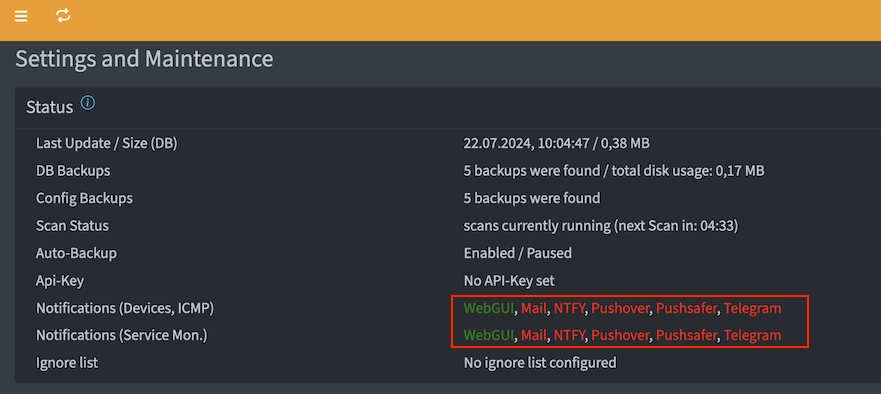 Settings and Maintenance
Status
Last Update / Size (DB) 22.07.2024, 10:04:47 / 0,38 MB
DB Backups 5 backups were found / total disk usage: 0,17 MB
Config Backups 5 backups were found
Scan Status scans currently running (next Scan in: 04:33)
Auto-Backup Enabled / Paused
Api-Key No API-Key set
Notifications (Devices, ICMP) WebGUI, Mail, NTFY, Pushover, Pushsafer, Telegram
Notifications (Service Mon.) WebGUI, Mail, NTFY, Pushover, Pushsafer, Telegram
Ignore list No ignore list configured